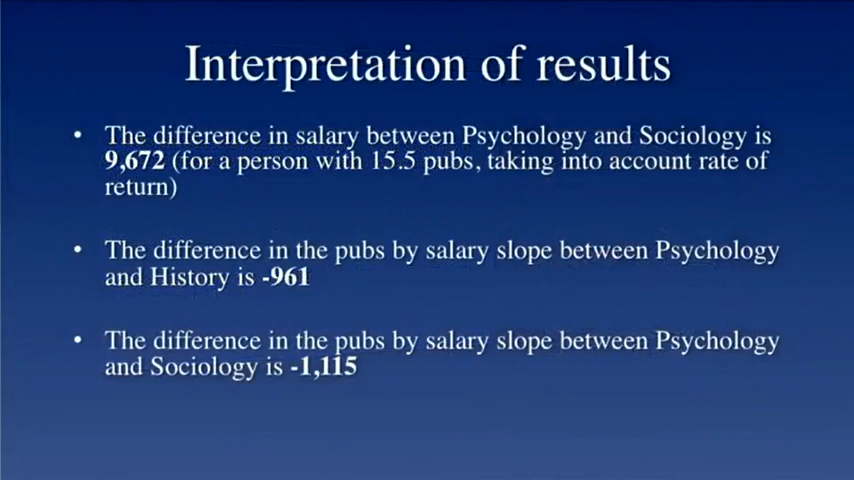 Interpretation of results
• The difference in salary between Psychology and Sociology is
9,672 (for a person with 15.5 pubs, taking into account rate of
return)
• The difference in the pubs by salary slope between Psychology
and History is -961
• The difference in the pubs by salary slope between Psychology
and Sociology is -1,115